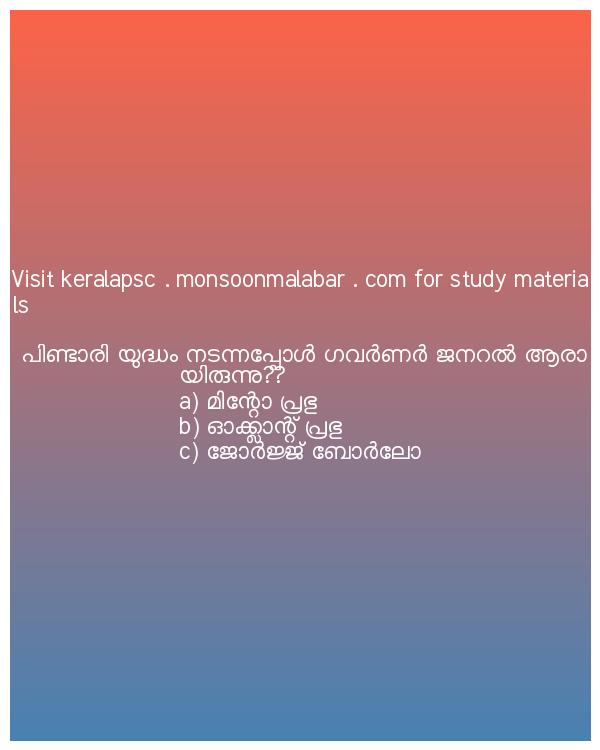 Visit keralapsc . monsoonmalabar . com for study materia
ls
പിണ്ടാരി യുദ്ധം നടന്നപ്പോൾ ഗവർണർ ജനറൽ ആരാ
യിരുന്നു??
a) മിന്റോ പ്രഭു
b) ഓക്ക്ലാന്റ് പ്രഭു
c) ജോർജ്ജ് ബോർലോ